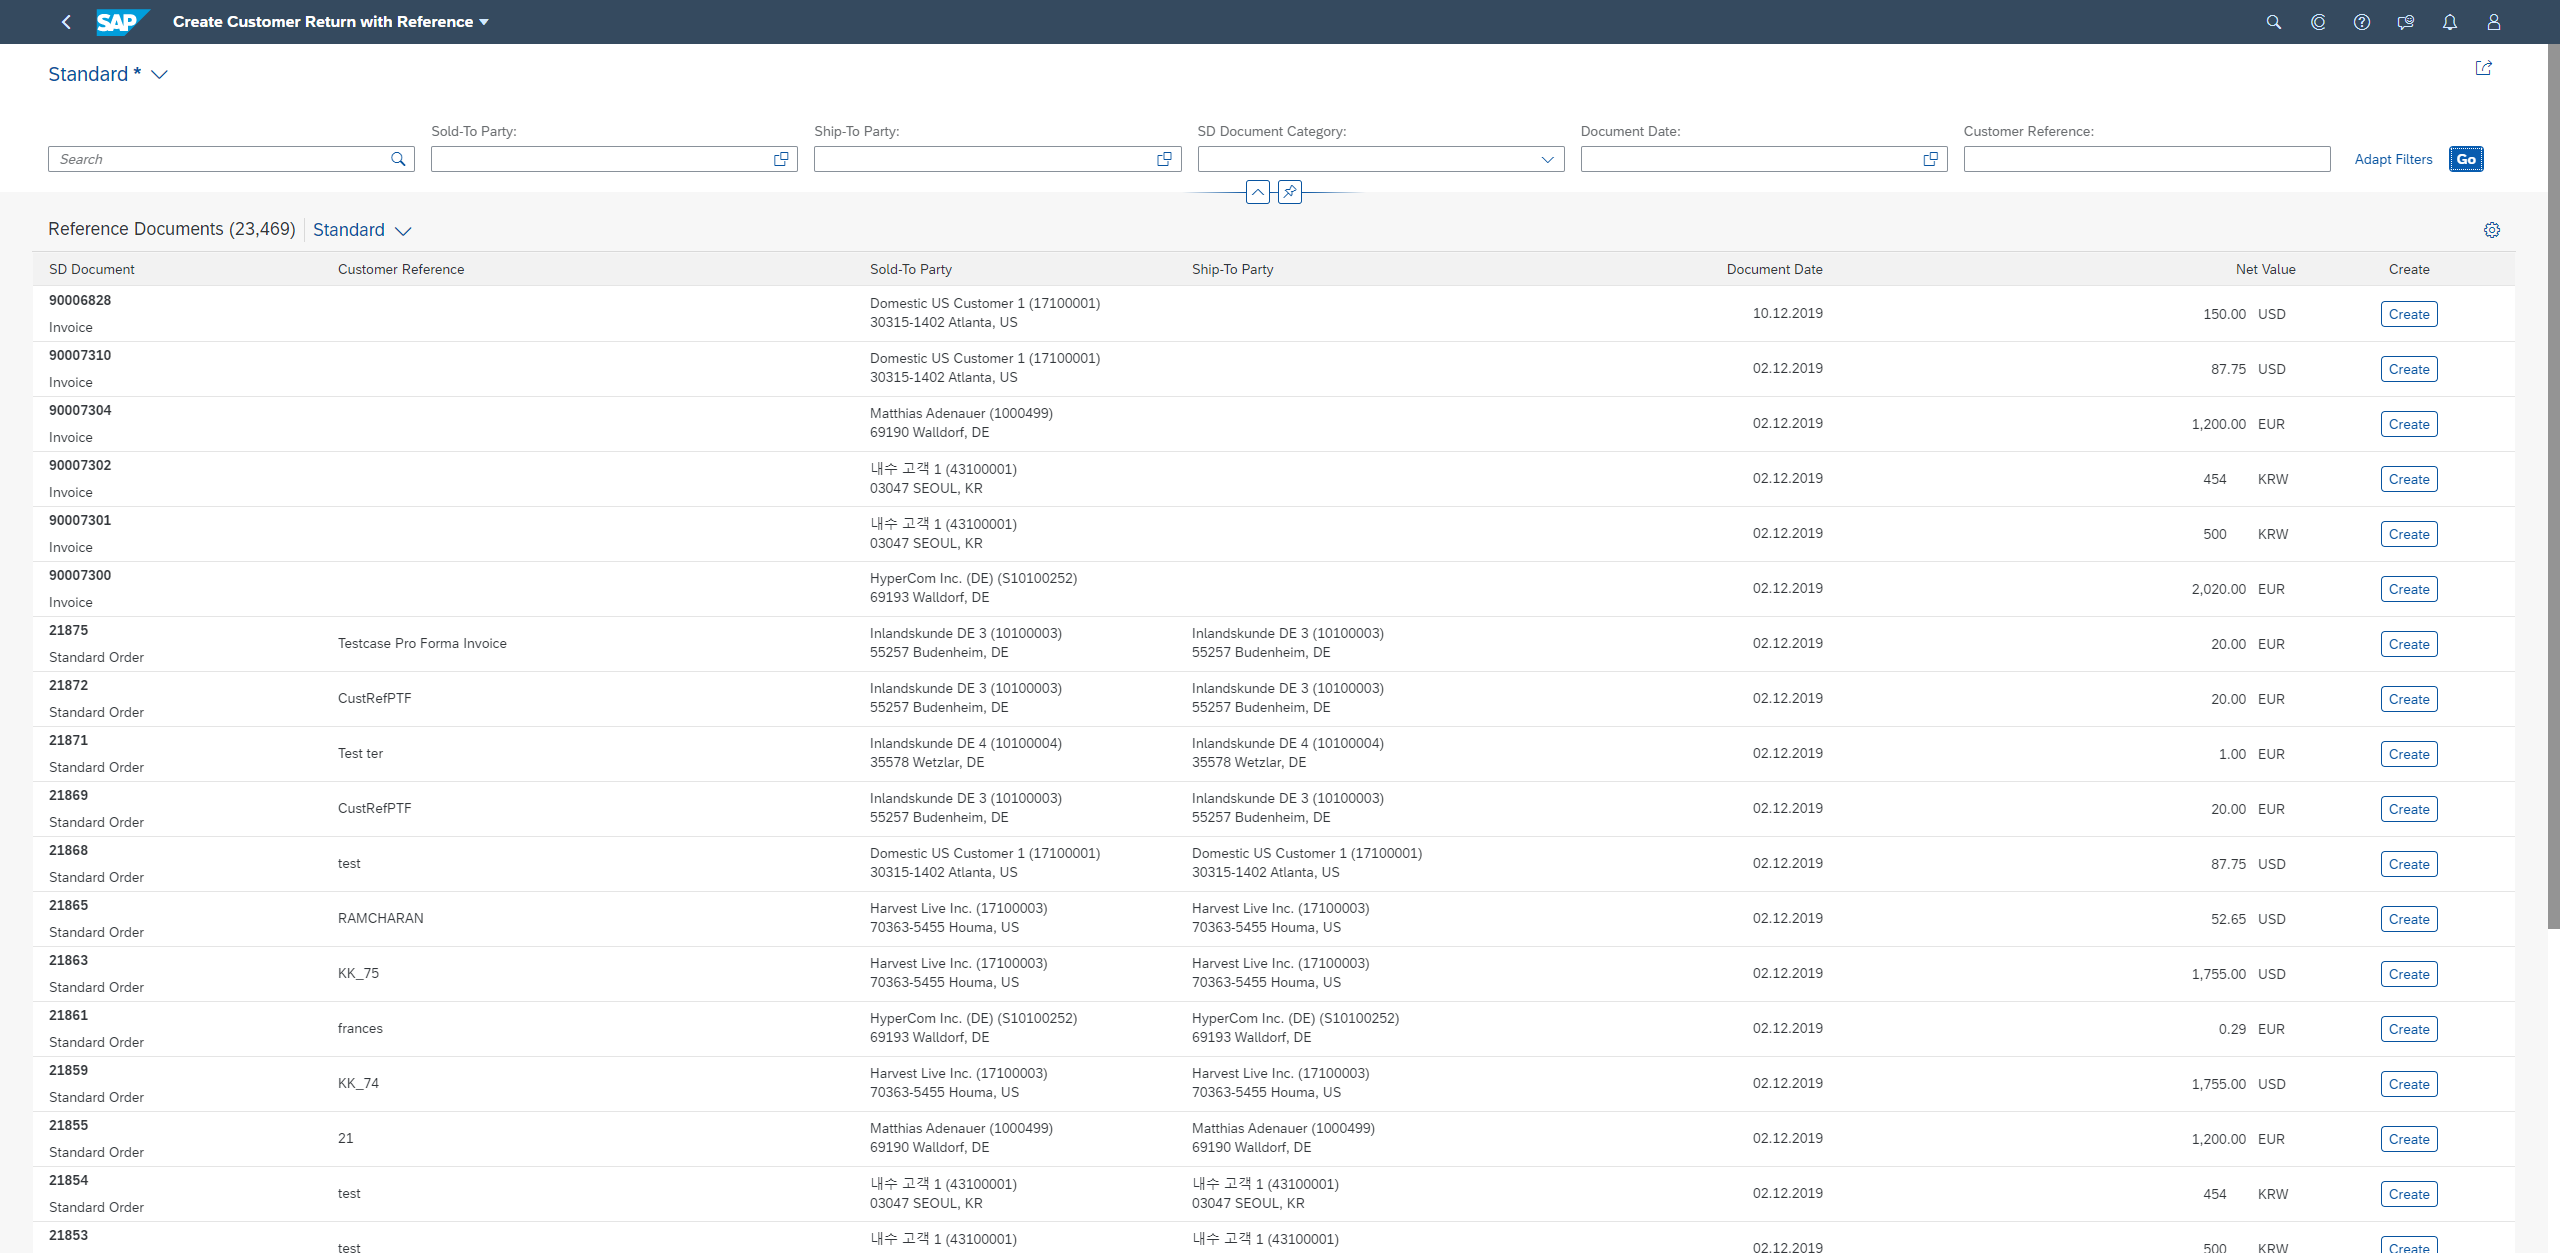 SAP Create Customer Return with Reference
Standard *
Sold-To Party: Ship-To Party: SD Document Category: Document Date: Customer Reference:
Search Adapt Filters Go
Reference Documents (23,469) Standard
SD Document Customer Reference Sold-To Party Ship-To Party Document Date Net Value Create
90006828 Domestic US Customer 1 (17100001) 10.12.2019 150.00 USD Create
Invoice 30315-1402 Atlanta, US
90007310 Domestic US Customer 1 (17100001) 02.12.2019 87.75 USD Create
Invoice 30315-1402 Atlanta, US
90007304 Matthias Adenauer (1000499) 02.12.2019 1,200.00 EUR Create
Invoice 69190 Walldorf, DE
90007302 내수 고객 1 (43100001) 02.12.2019 454 KRW Create
Invoice 03047 SEOUL, KR
90007301 내수 고객 1 (43100001) 02.12.2019 500 KRW Create
Invoice 03047 SEOUL, KR
90007300 HyperCom Inc. (DE) (S10100252) 02.12.2019 2,020.00 EUR Create
Invoice 69193 Walldorf, DE
21875 Testcase Pro Forma Invoice Inlandskunde DE 3 (10100003) Inlandskunde DE 3 (10100003) 02.12.2019 20.00 EUR Create
Standard Order 55257 Budenheim, DE 55257 Budenheim, DE
21872 CustRefPTF Inlandskunde DE 3 (10100003) Inlandskunde DE 3 (10100003) 02.12.2019 20.00 EUR Create
Standard Order 55257 Budenheim, DE 55257 Budenheim, DE
21871 Test ter Inlandskunde DE 4 (10100004) Inlandskunde DE 4 (10100004) 02.12.2019 1.00 EUR Create
Standard Order 35578 Wetzlar, DE 35578 Wetzlar, DE
21869 CustRefPTF Inlandskunde DE 3 (10100003) Inlandskunde DE 3 (10100003) 02.12.2019 20.00 EUR Create
Standard Order 55257 Budenheim, DE 55257 Budenheim, DE
21868 test Domestic US Customer 1 (17100001) Domestic US Customer 1 (17100001) 02.12.2019 87.75 USD Create
Standard Order 30315-1402 Atlanta, US 30315-1402 Atlanta, US
21865 RAMCHARAN Harvest Live Inc. (17100003) Harvest Live Inc. (17100003) 02.12.2019 52.65 USD Create
Standard Order 70363-5455 Houma, US 70363-5455 Houma, US
21863 KK_75 Harvest Live Inc. (17100003) Harvest Live Inc. (17100003) 02.12.2019 1,755.00 USD Create
Standard Order 70363-5455 Houma, US 70363-5455 Houma, US
21861 frances HyperCom Inc. (DE) (S10100252) HyperCom Inc. (DE) (S10100252) 02.12.2019 0.29 EUR Create
Standard Order 69193 Walldorf, DE 69193 Walldorf, DE
21859 KK_74 Harvest Live Inc. (17100003) Harvest Live Inc. (17100003) 02.12.2019 1,755.00 USD Create
Standard Order 70363-5455 Houma, US 70363-5455 Houma, US
21855 21 Matthias Adenauer (1000499) Matthias Adenauer (1000499) 02.12.2019 1,200.00 EUR Create
Standard Order 69190 Walldorf, DE 69190 Walldorf, DE
21854 test 내수 고객 1 (43100001) 내수 고객 1 (43100001) 02.12.2019 454 KRW Create
Standard Order 03047 SEOUL, KR 03047 SEOUL, KR
21853 test 내수 고객 1 (43100001) 내수 고객 1 (43100001) 02.12.2019 500 KRW Create